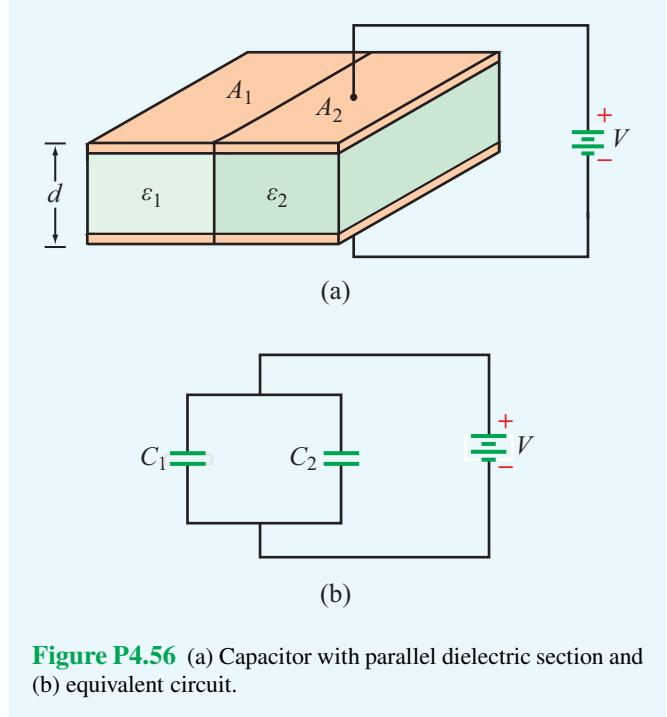 A₁
A₂
+
V
−
d
ε₁
ε₂
(a)
C₁
C₂
+
V
−
(b)
Figure P4.56 (a) Capacitor with parallel dielectric section and
(b) equivalent circuit.